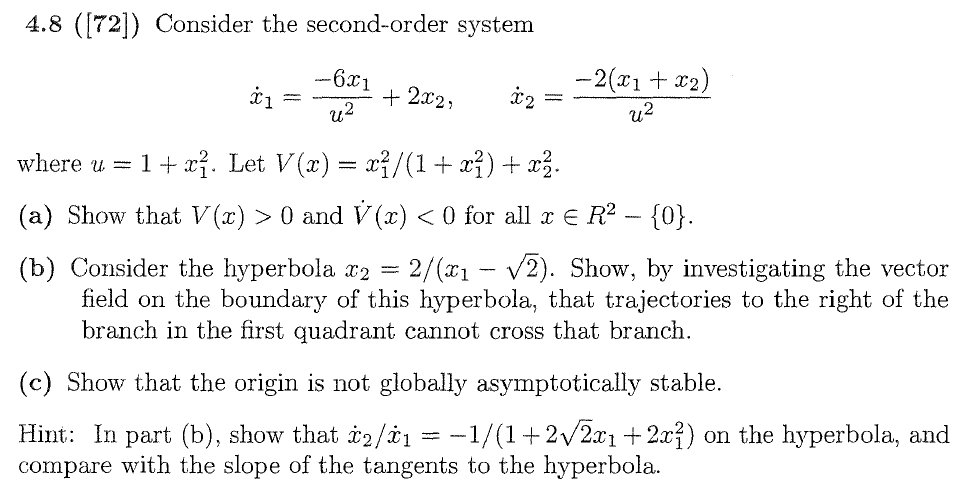 4.8 ([72]) Consider the second-order system
ẋ₁ = −6x₁/u² + 2x₂, ẋ₂ = −2(x₁ + x₂)/u²
where u = 1 + x₁². Let V(x) = x₁²/(1 + x₁²) + x₂².
(a) Show that V(x) > 0 and V̇(x) < 0 for all x ∈ R² − {0}.
(b) Consider the hyperbola x₂ = 2/(x₁ − √2). Show, by investigating the vector
field on the boundary of this hyperbola, that trajectories to the right of the
branch in the first quadrant cannot cross that branch.
(c) Show that the origin is not globally asymptotically stable.
Hint: In part (b), show that ẋ₂/ẋ₁ = −1/(1+2√2x₁+2x₁²) on the hyperbola, and
compare with the slope of the tangents to the hyperbola.